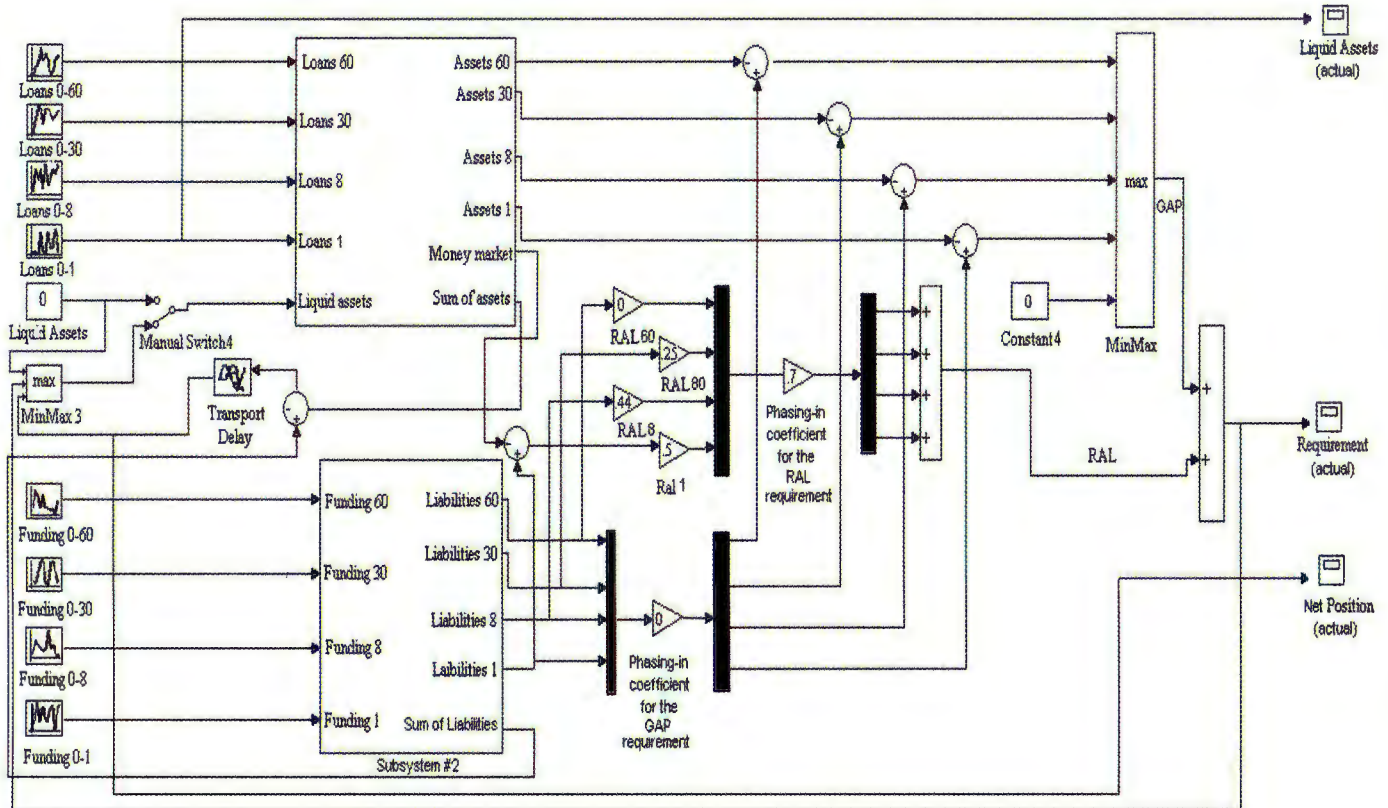 Loans 0-60
Loans 0-30
Loans 0-8
Loans 0-1
0
Liquid Assets
Manual Switch4
max
MinMax 3
Transport
Delay
Loans 60
Loans 30
Loans 8
Loans 1
Liquid assets
Assets 60
Assets 30
Assets 8
Assets 1
Money market
Sum of assets
-
+
-
+
-
+
-
+
-
+
-
+
0
RAL60
.25
RAL80
.44
RAL8
.5
Ral 1
.7
Phasing-in
coefficient
for the
RAL
requirement
+
+
+
+
0
Constant4
max
MinMax
GAP
RAL
+
+
Liquid Assets
(actual)
Requirement
(actual)
Net Position
(actual)
Funding 0-60
Funding 0-30
Funding 0-8
Funding 0-1
Funding 60
Funding 30
Funding 8
Funding 1
Liabilities 60
Liabilities 30
Liabilities 8
Laibilities 1
Sum of Liabilities
Subsystem #2
0
Phasing-in
coefficient
for the
GAP
requirement